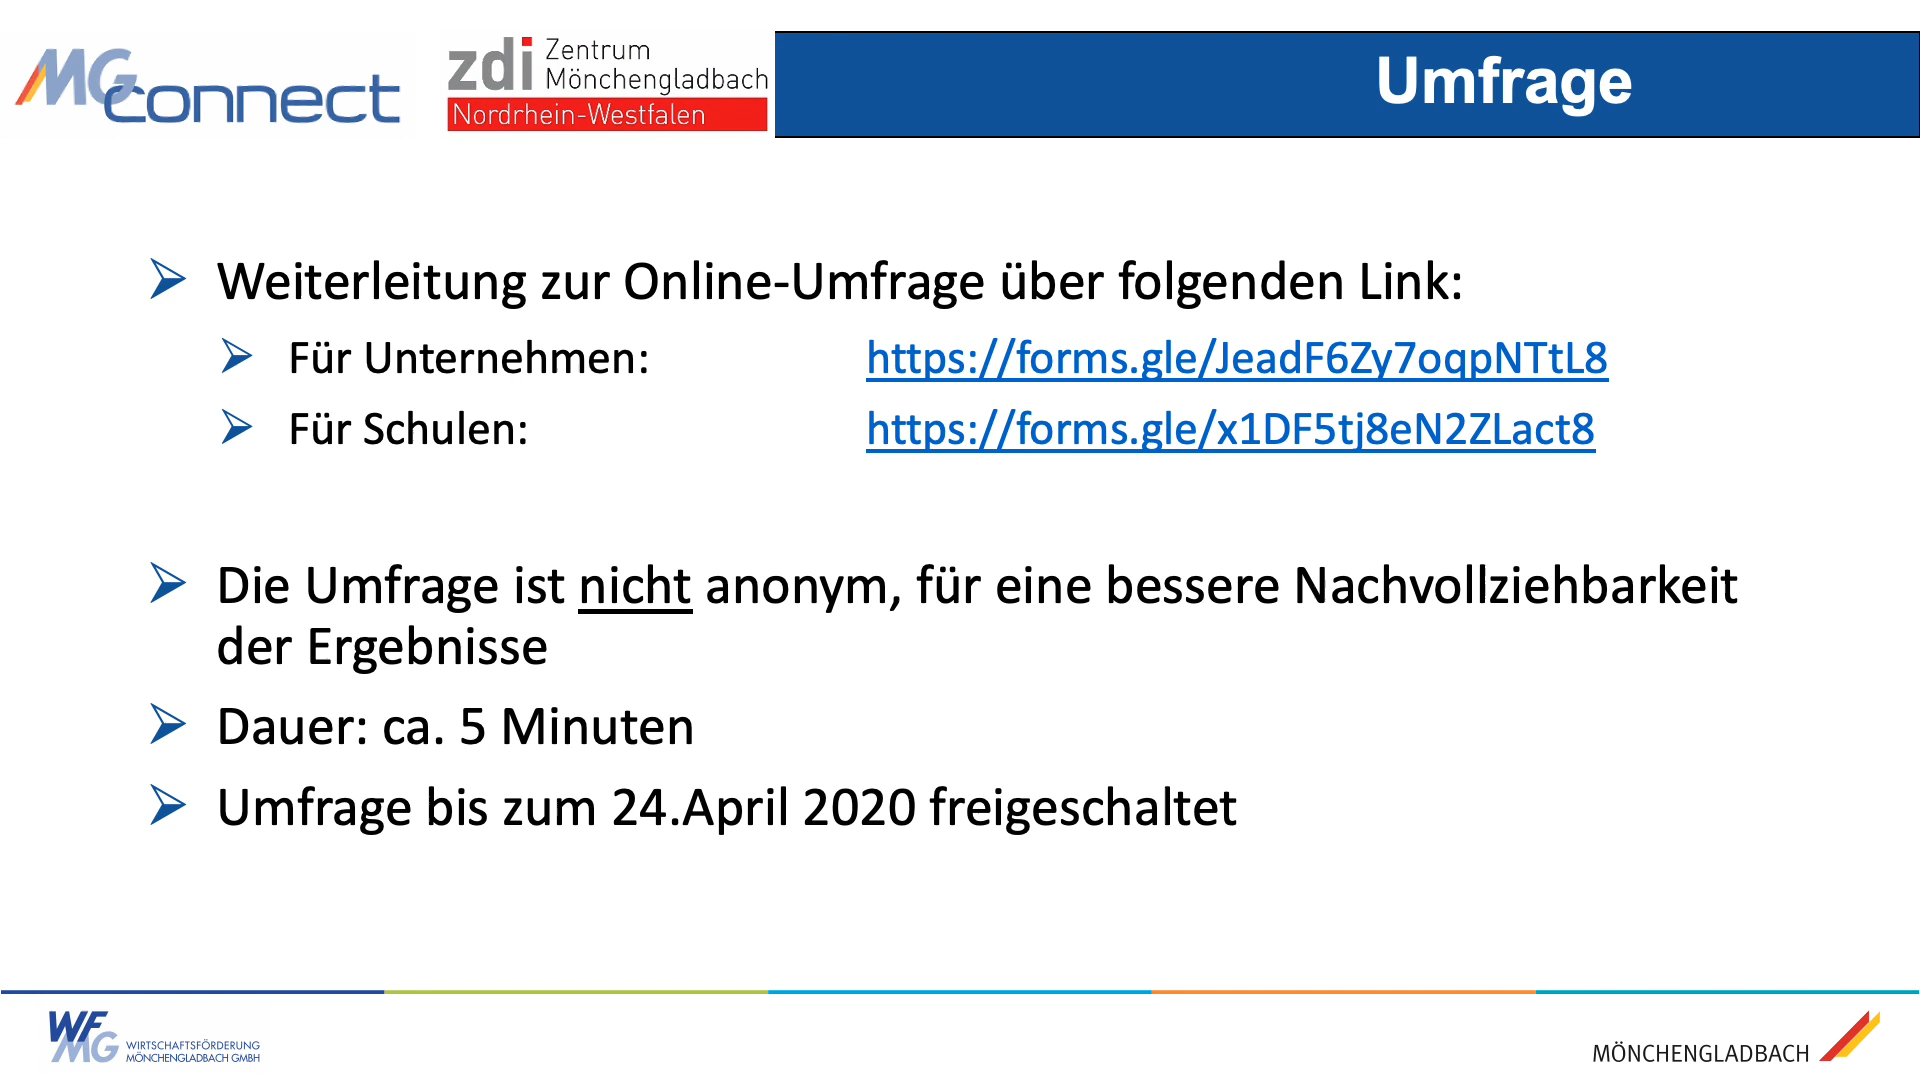 MG connect
zdi Zentrum
Mönchengladbach
Nordrhein-Westfalen
Umfrage
Weiterleitung zur Online-Umfrage über folgenden Link:
Für Unternehmen: https://forms.gle/JeadF6Zy7oqpNTtL8
Für Schulen: https://forms.gle/x1DF5tj8eN2ZLact8
Die Umfrage ist nicht anonym, für eine bessere Nachvollziehbarkeit
der Ergebnisse
Dauer: ca. 5 Minuten
Umfrage bis zum 24.April 2020 freigeschaltet
WFMG
WIRTSCHAFTSFÖRDERUNG
MÖNCHENGLADBACH GMBH
MÖNCHENGLADBACH